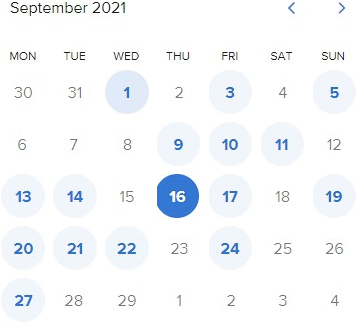 September 2021
MON TUE WED THU FRI SAT SUN
30 31 1 2 3 4 5
6 7 8 9 10 11 12
13 14 15 16 17 18 19
20 21 22 23 24 25 26
27 28 29 1 2 3 4